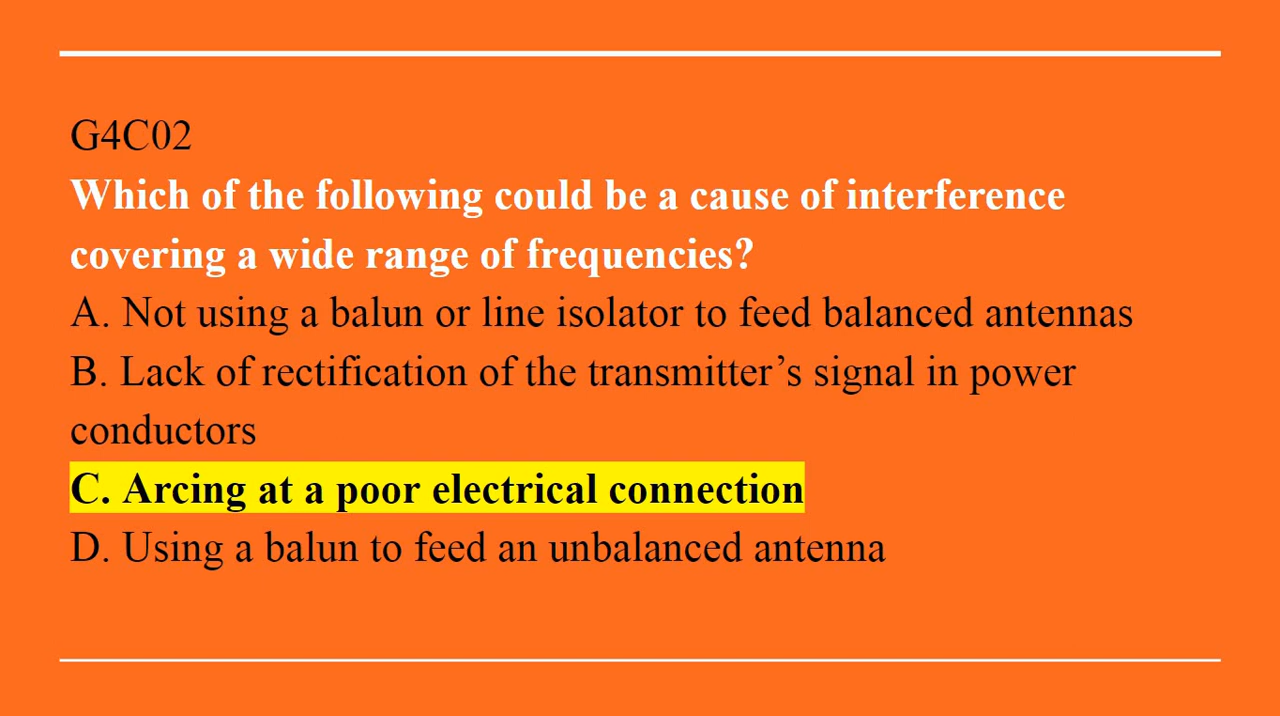 G4C02
Which of the following could be a cause of interference
covering a wide range of frequencies?
A. Not using a balun or line isolator to feed balanced antennas
B. Lack of rectification of the transmitter’s signal in power
conductors
C. Arcing at a poor electrical connection
D. Using a balun to feed an unbalanced antenna